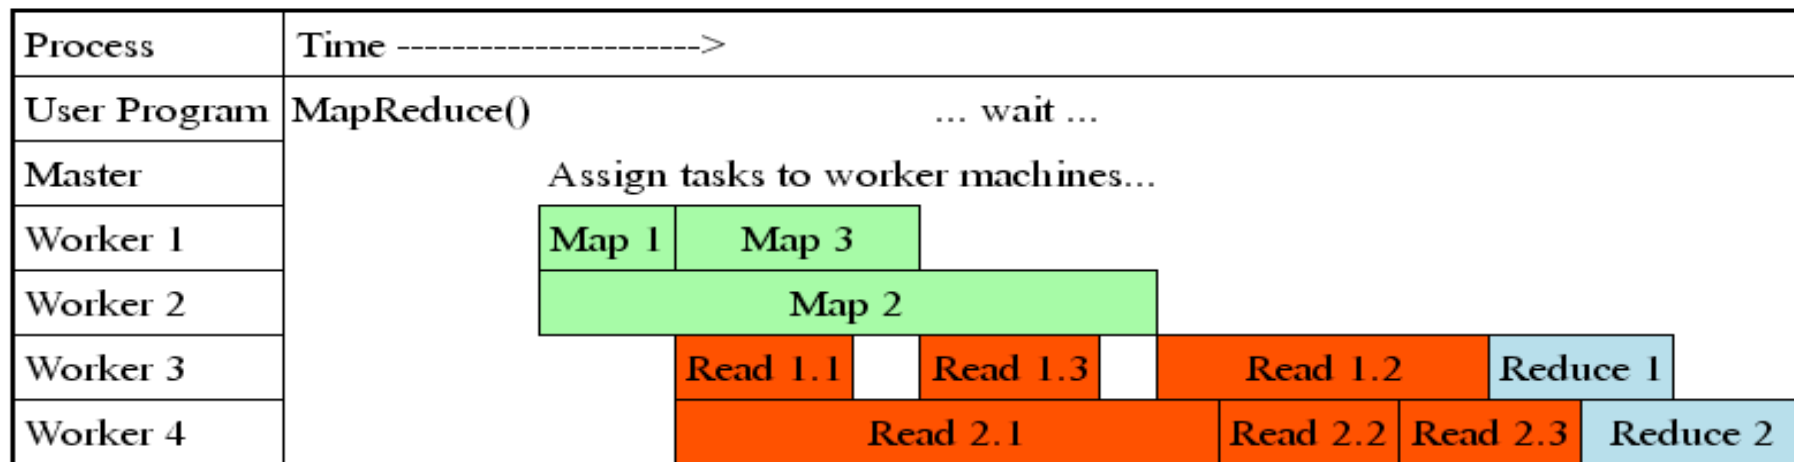 Process Time ---------------------->
User Program MapReduce() ... wait ...
Master Assign tasks to worker machines...
Worker 1 Map 1 Map 3
Worker 2 Map 2
Worker 3 Read 1.1 Read 1.3 Read 1.2 Reduce 1
Worker 4 Read 2.1 Read 2.2 Read 2.3 Reduce 2